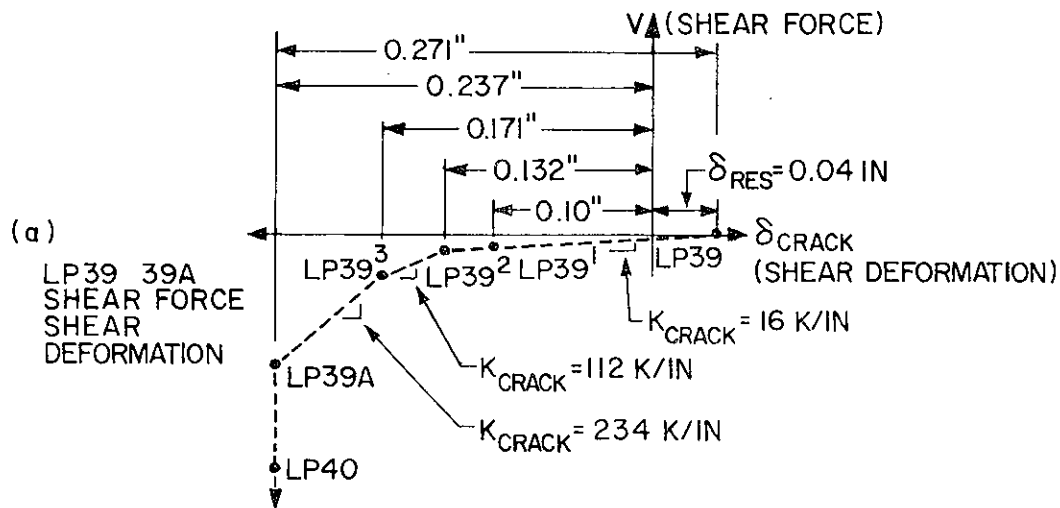 V (SHEAR FORCE)
0.271"
0.237"
0.171"
0.132"
δRES = 0.04 IN
0.10"
(a)
δCRACK
(SHEAR DEFORMATION)
LP39³
LP39²
LP39¹
LP39
LP39 39A
SHEAR FORCE
SHEAR
DEFORMATION
KCRACK = 16 K/IN
LP39A
KCRACK = 112 K/IN
KCRACK = 234 K/IN
LP40